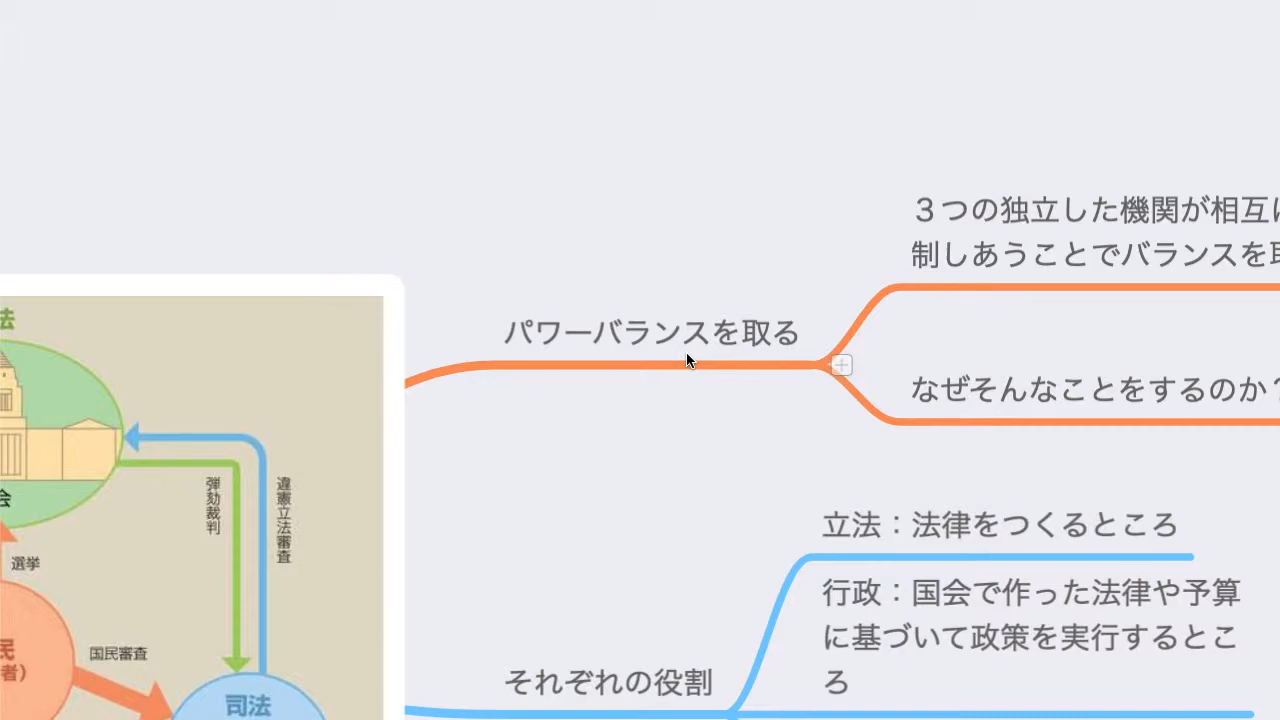 ３つの独立した機関が相互
制しあうことでバランスを
パワーバランスを取る
なぜそんなことをするのか？
立法：法律をつくるところ
行政：国会で作った法律や予算
に基づいて政策を実行するとこ
ろ
それぞれの役割
法
会
弾劾裁判
違憲立法審査
選挙
民
者）
国民審査
司法